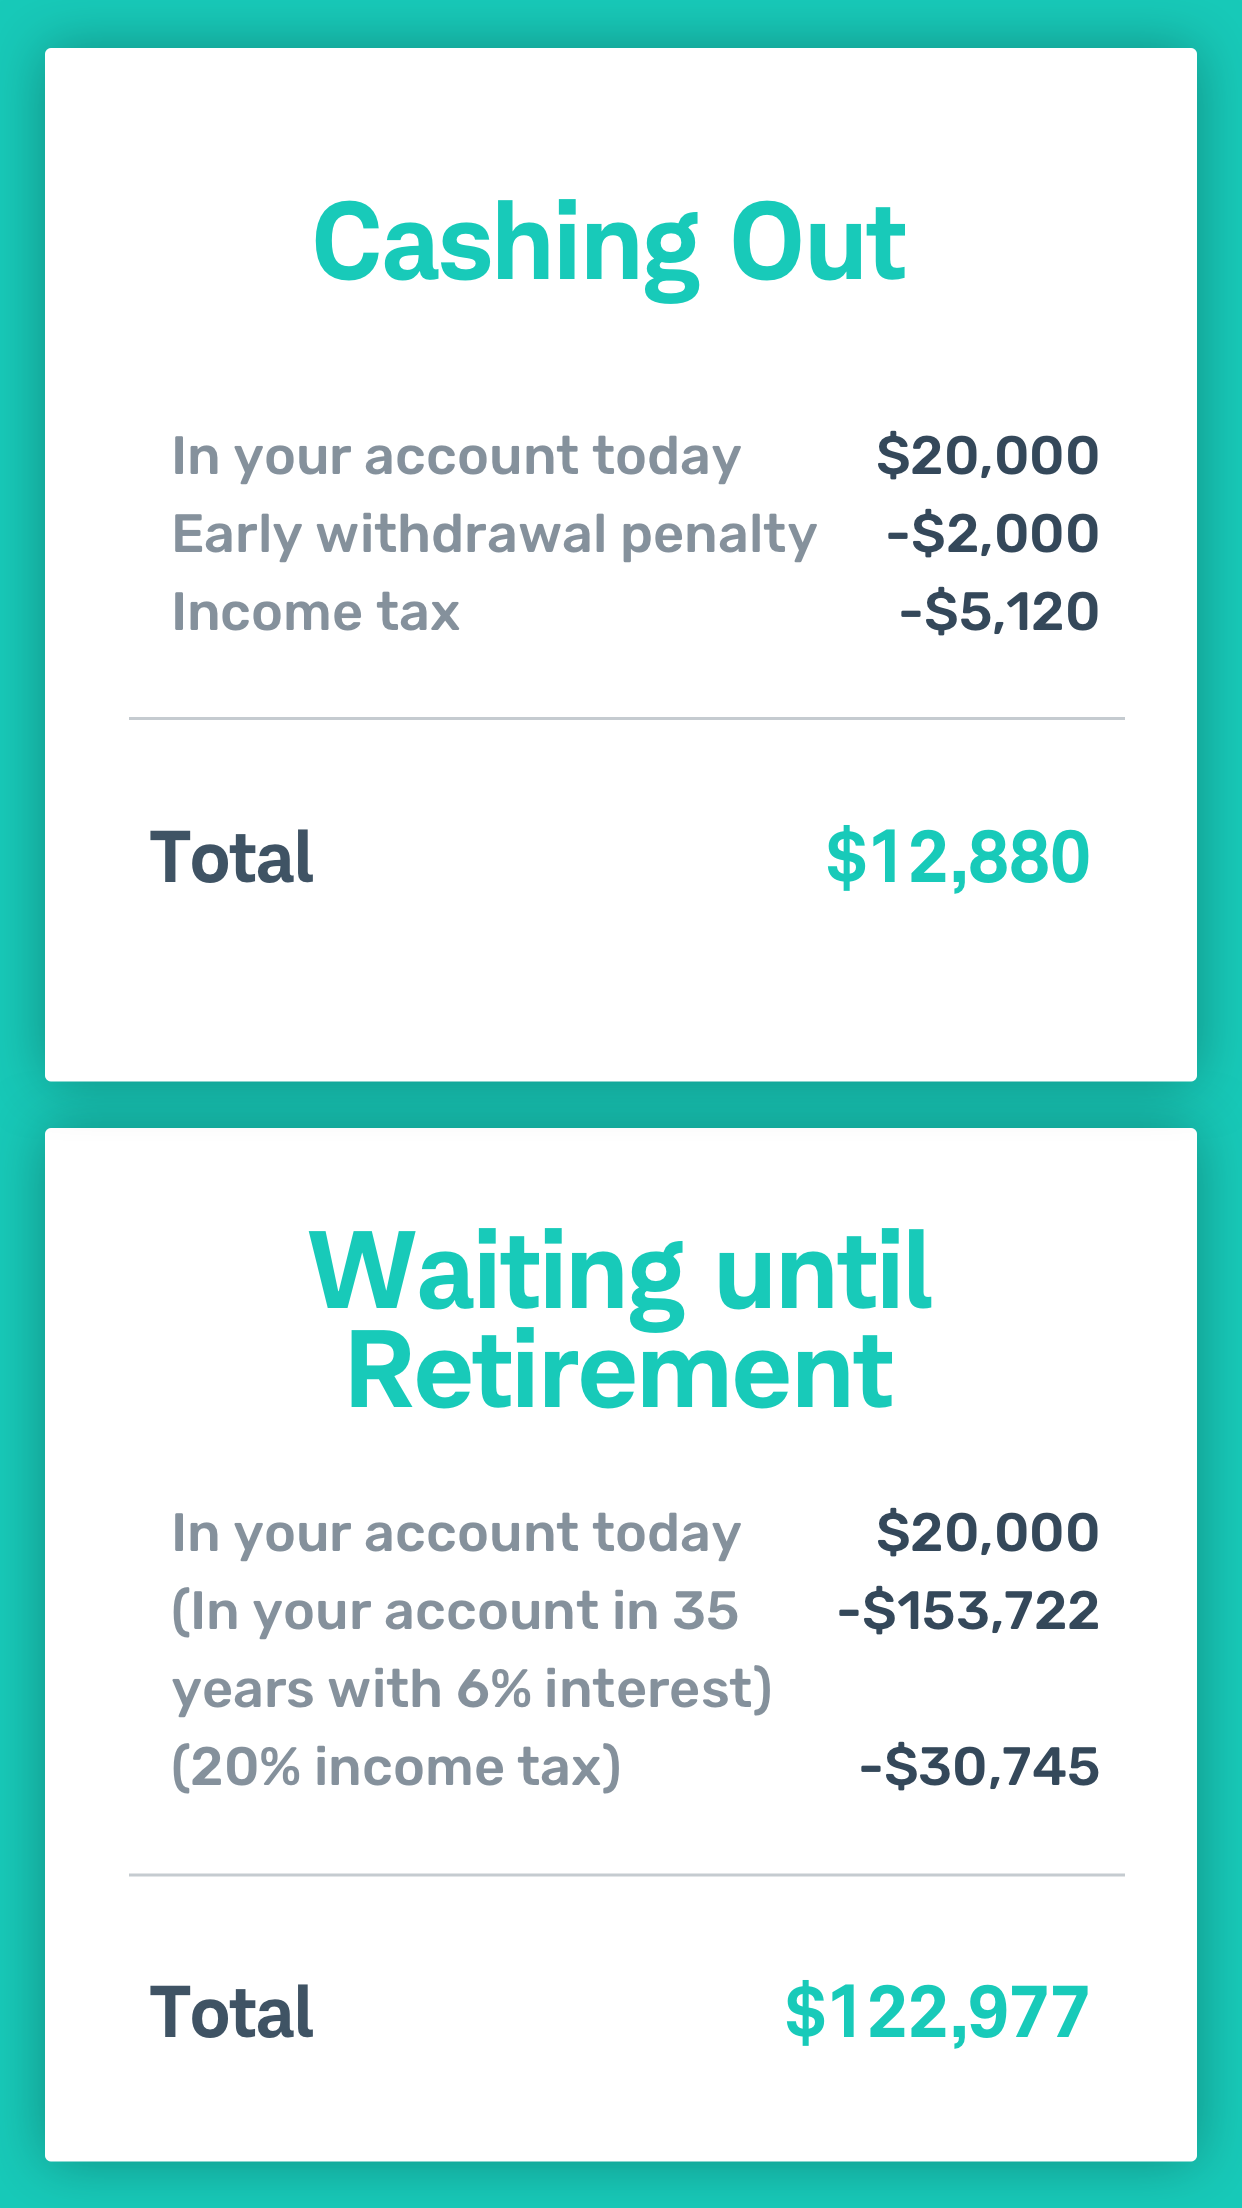 Cashing Out
In your account today $20,000
Early withdrawal penalty -$2,000
Income tax -$5,120
Total $12,880
Waiting until
Retirement
In your account today $20,000
(In your account in 35 -$153,722
years with 6% interest)
(20% income tax) -$30,745
Total $122,977